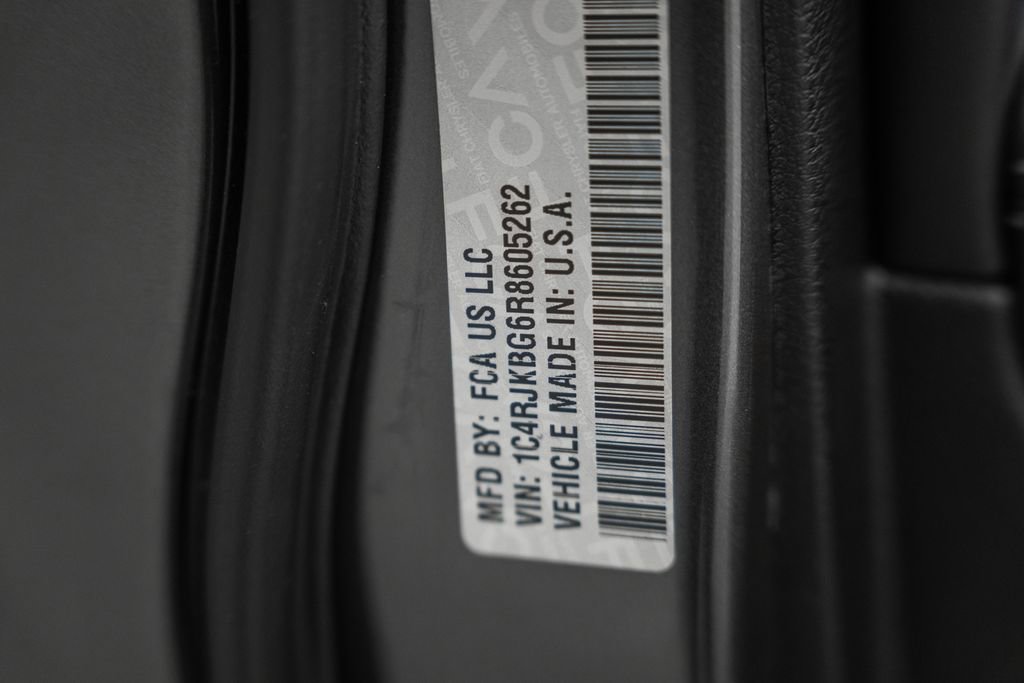 MFD BY: FCA US LLC
VIN: 1C4RJKBG6R8605262
VEHICLE MADE IN: U.S.A.